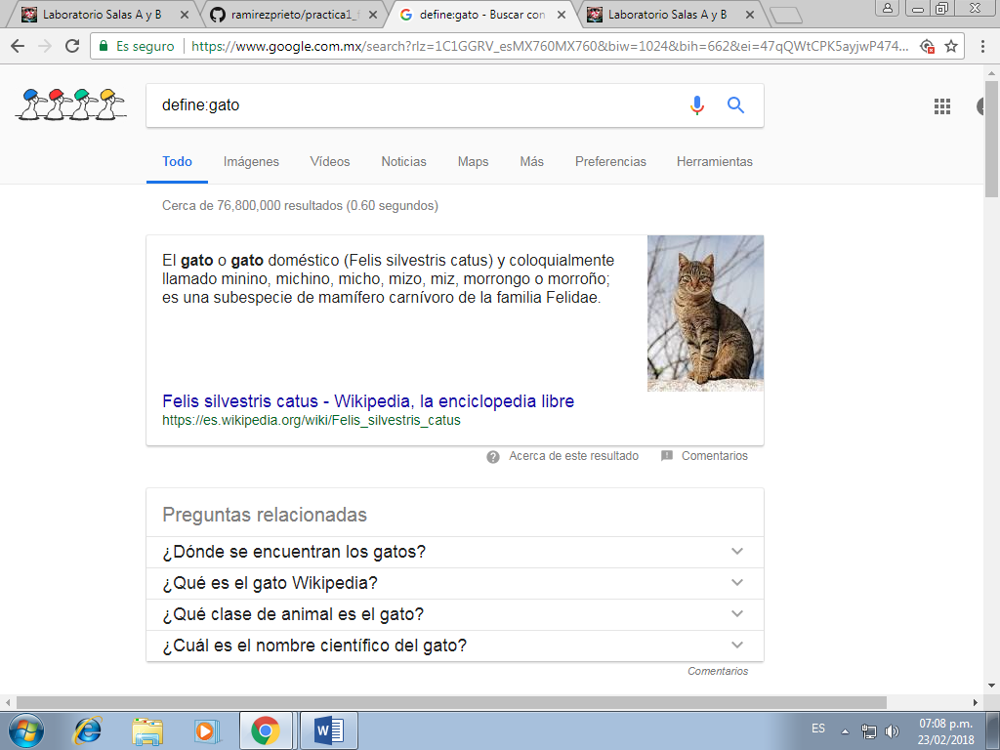 Laboratorio Salas A y B
ramirezprieto/practica1_
define:gato - Buscar con
Laboratorio Salas A y B
Es seguro
https://www.google.com.mx/search?rlz=1C1GGRV_esMX760MX760&biw=1024&bih=662&ei=47qQWtCPK5ayjwP474...
define:gato
Todo
Imágenes
Vídeos
Noticias
Maps
Más
Preferencias
Herramientas
Cerca de 76,800,000 resultados (0.60 segundos)
El gato o gato doméstico (Felis silvestris catus) y coloquialmente
llamado minino, michino, micho, mizo, miz, morrongo o morroño;
es una subespecie de mamífero carnívoro de la familia Felidae.
Felis silvestris catus - Wikipedia, la enciclopedia libre
https://es.wikipedia.org/wiki/Felis_silvestris_catus
Acerca de este resultado
Comentarios
Preguntas relacionadas
¿Dónde se encuentran los gatos?
¿Qué es el gato Wikipedia?
¿Qué clase de animal es el gato?
¿Cuál es el nombre científico del gato?
Comentarios
ES
07:08 p.m.
23/02/2018